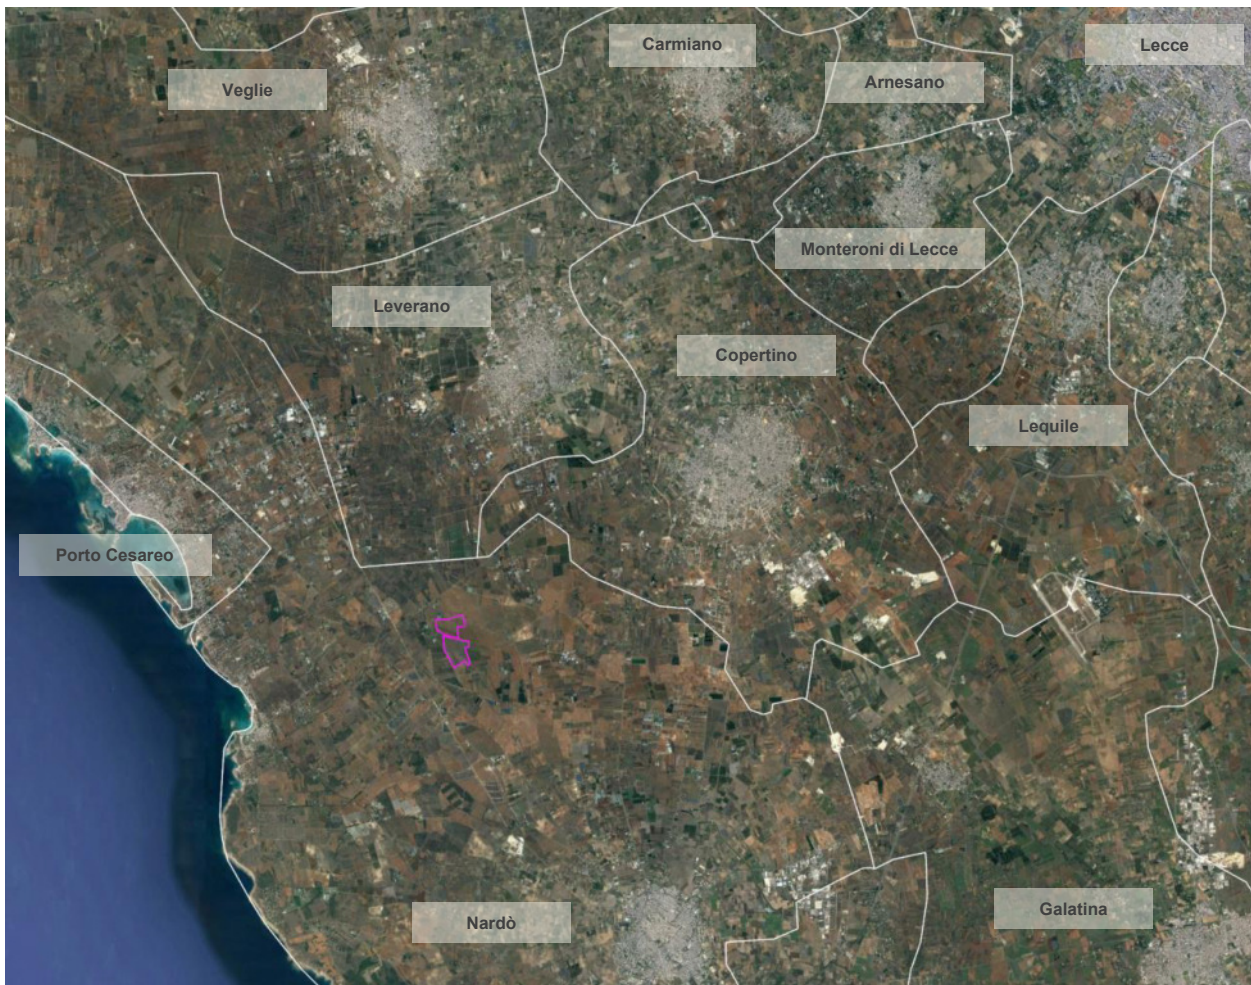 Carmiano
Lecce
Veglie
Arnesano
Monteroni di Lecce
Leverano
Copertino
Lequile
Porto Cesareo
Nardò
Galatina